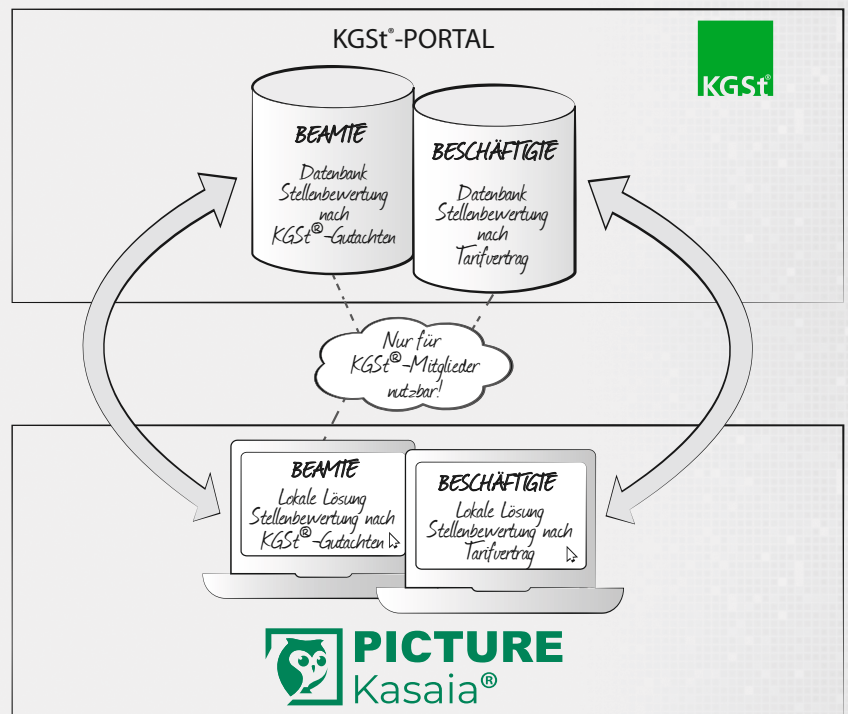 KGSt®-PORTAL
KGSt®
BEAMTE
Datenbank
Stellenbewertung
nach
KGSt®-Gutachten
BESCHÄFTIGTE
Datenbank
Stellenbewertung
nach
Tarifvertrag
Nur für
KGSt®-Mitglieder
nutzbar!
BEAMTE
Lokale Lösung
Stellenbewertung nach
KGSt®-Gutachten
BESCHÄFTIGTE
Lokale Lösung
Stellenbewertung nach
Tarifvertrag
PICTURE
Kasaia®